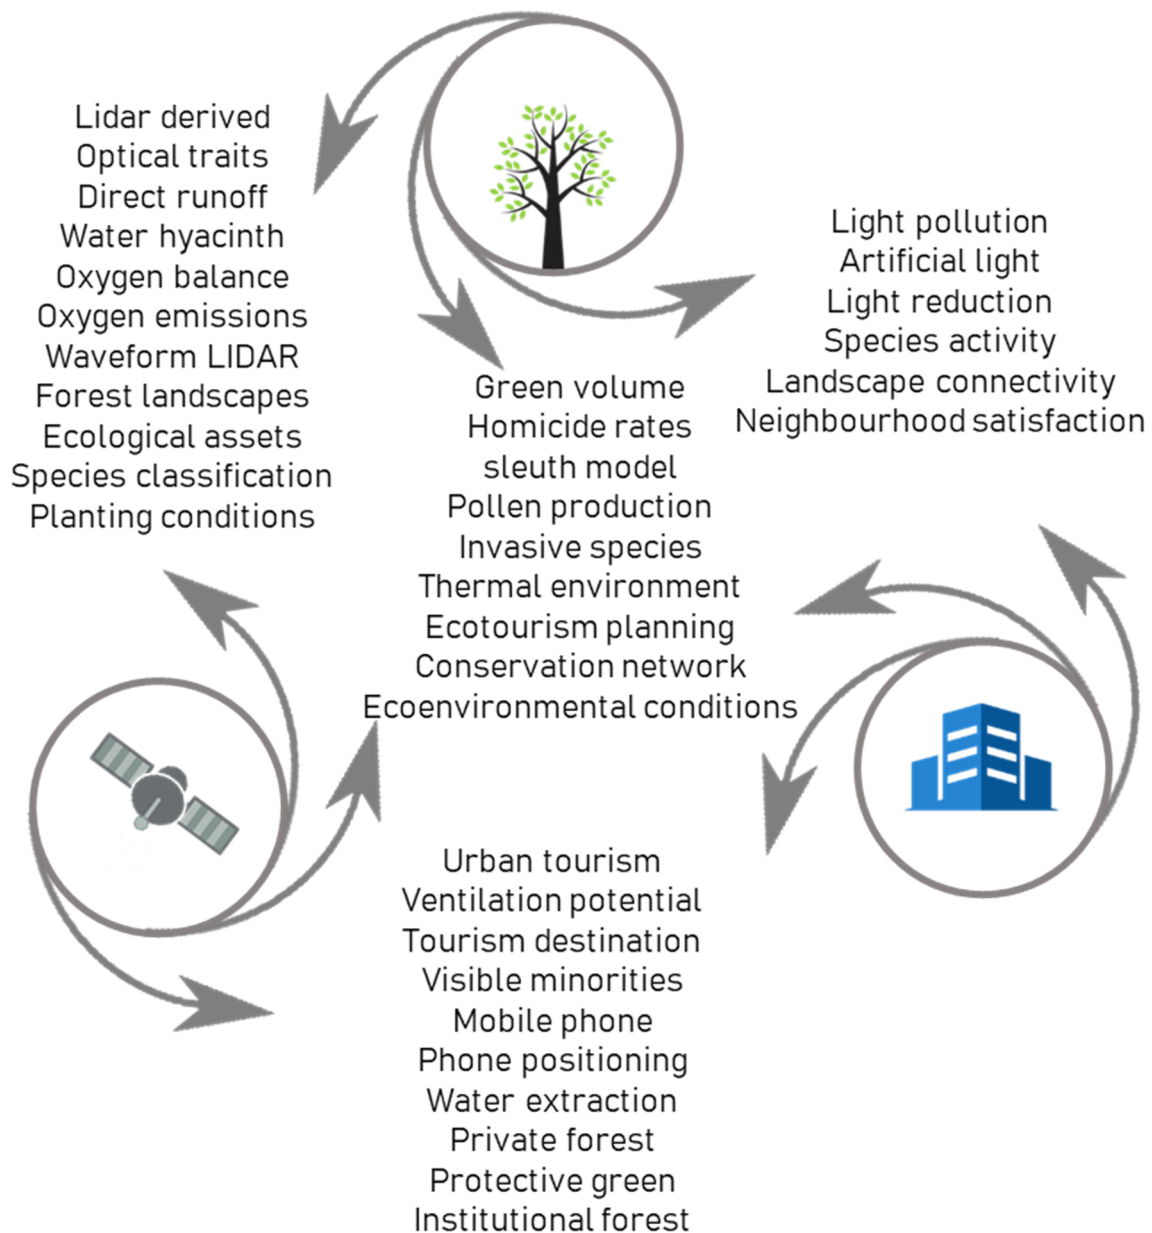 Lidar derived
Optical traits
Direct runoff
Water hyacinth
Oxygen balance
Oxygen emissions
Waveform LIDAR
Forest landscapes
Ecological assets
Species classification
Planting conditions
Light pollution
Artificial light
Light reduction
Species activity
Landscape connectivity
Neighbourhood satisfaction
Green volume
Homicide rates
sleuth model
Pollen production
Invasive species
Thermal environment
Ecotourism planning
Conservation network
Ecoenvironmental conditions
Urban tourism
Ventilation potential
Tourism destination
Visible minorities
Mobile phone
Phone positioning
Water extraction
Private forest
Protective green
Institutional forest